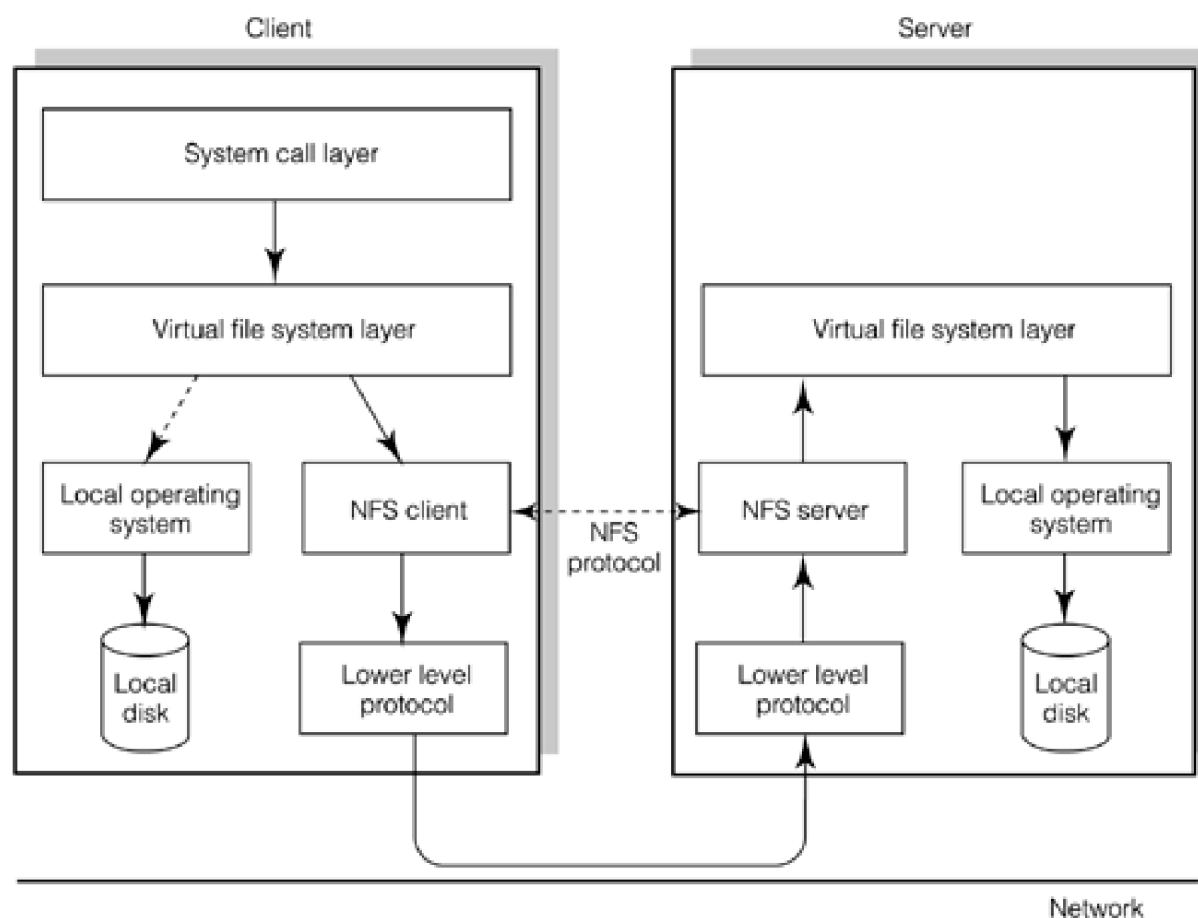 Client
Server
System call layer
Virtual file system layer
Virtual file system layer
Local operating
system
NFS client
NFS
protocol
NFS server
Local operating
system
Local
disk
Lower level
protocol
Lower level
protocol
Local
disk
Network